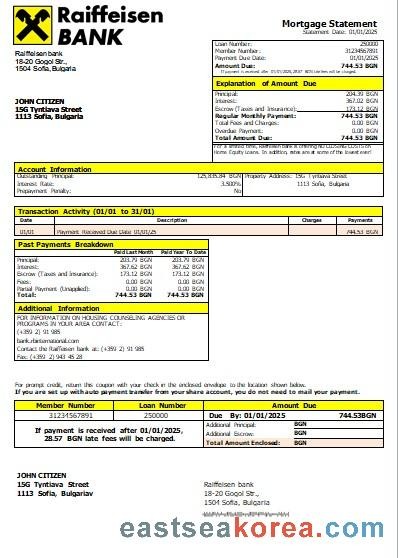 Raiffeisen
BANK
Mortgage Statement
Statement Date: 01/01/2025
Raiffeisen bank
18-20 Gogol Str.,
1504 Sofia,Bulgaria
Loan Number: 250000
Member Number: 31234567891
Payment Due Date: 01/01/2025
Amount Due: 744.53 BGN
If payment is received after 01/01/2025, 28.57 BGN late fees will be charged.
Explanation of Amount Due
Principal: 204.39 BGN
Interest: 367.02 BGN
Escrow (Taxes and Insurance): 173.12 BGN
Regular Monthly Payment: 744.53 BGN
Total Fees and Charges: 0.00 BGN
Overdue Payment: 0.00 BGN
Total Amount Due: 744.53 BGN
For a limited time, Raiffeisen bank is offering NO CLOSING COSTS on
Home Equity Loans. In addition, rates are at some of the lowest ever!
JOHN CITIZEN
15G Tyntiava Street
1113 Sofia, Bulgaria
Account Information
Outstanding Principal: 125,835.84 BGN Property Address: 15G Tyntiava Street
Interest Rate: 3.500% 1113 Sofia, Bulgaria
Prepayment Penalty: No
Transaction Activity (01/01 to 31/01)
Date Description Charges Payments
01/01 Payment Received Due Date 01/01/25 744.53 BGN
Past Payments Breakdown
Paid Last Month Paid Year To Date
Principal: 203.79 BGN 203.79 BGN
Interest: 367.62 BGN 367.62 BGN
Escrow (Taxes and Insurance): 173.12 BGN 173.12 BGN
Fees: 0.00 BGN 0.00 BGN
Partial Payment (Unapplied): 0.00 BGN 0.00 BGN
Total: 744.53 BGN 744.53 BGN
Additional Information
FOR INFORMATION ON HOUSING COUNSELING AGENCIES OR
PROGRAMS IN YOUR AREA CONTACT:
(+359 2) 91 985
bank.rbinternational.com
Contact the Raiffeisen bank at: (+359 2) 91 985
Fax: (+359 2) 943 45 28
For prompt credit, return this coupon with your check in the enclosed envelope to the location shown below.
If you are set up with auto payment transfer from your share account, you do not need to mail your payment.
Member Number Loan Number Amount Due
31234567891 250000 Due By: 01/01/2025 744.53BGN
If payment is received after 01/01/2025,
28.57 BGN late fees will be charged.
Additional Principal: BGN
Additional Escrow: BGN
Total Amount Enclosed: BGN
JOHN CITIZEN
15G Tyntiava Street
1113 Sofia, Bulgariav
Raiffeisen bank
18-20 Gogol Str.,
1504 Sofia, Bulgaria
eastseakorea.com